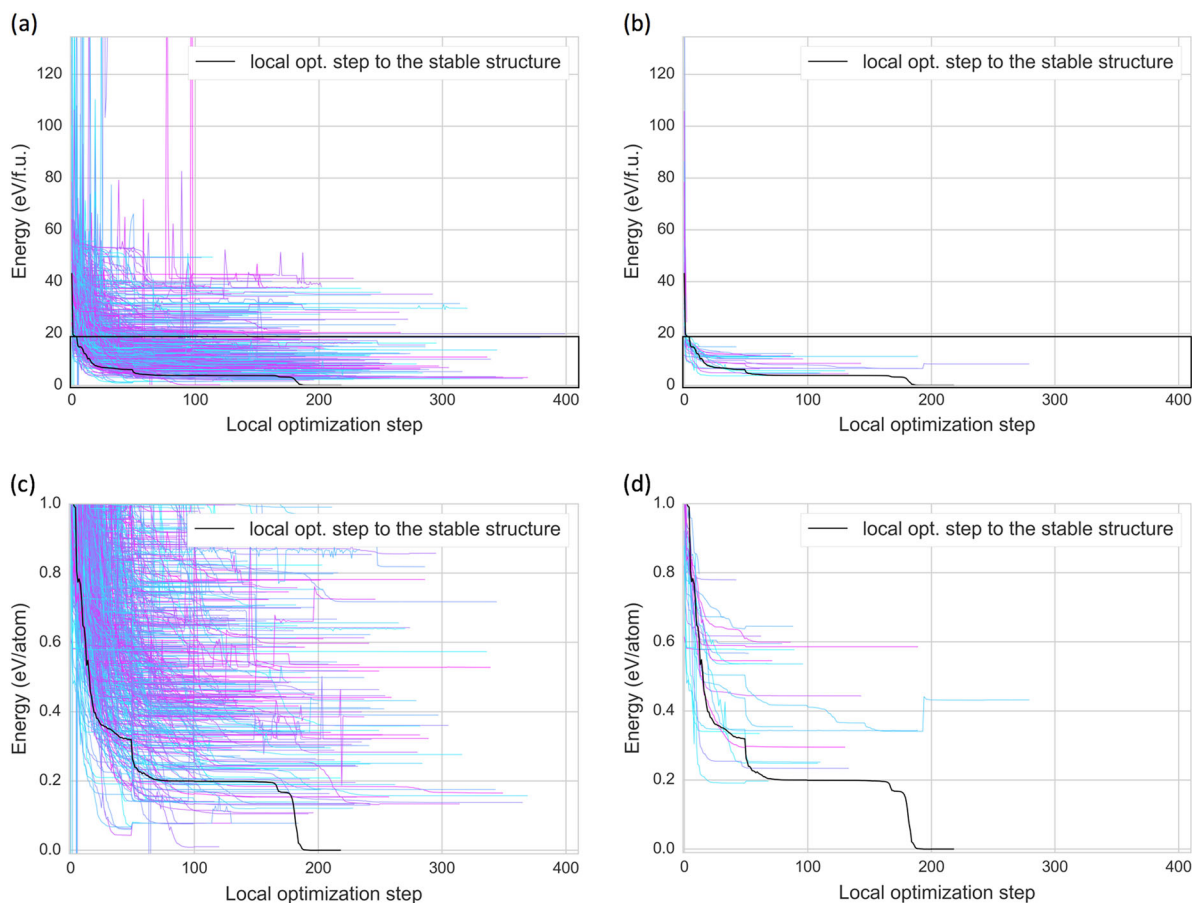 (a)
local opt. step to the stable structure
Energy (eV/f.u.)
120
100
80
60
40
20
0
0 100 200 300 400
Local optimization step
(b)
local opt. step to the stable structure
Energy (eV/f.u.)
120
100
80
60
40
20
0
0 100 200 300 400
Local optimization step
(c)
local opt. step to the stable structure
Energy (eV/atom)
1.0
0.8
0.6
0.4
0.2
0.0
0 100 200 300 400
Local optimization step
(d)
local opt. step to the stable structure
Energy (eV/atom)
1.0
0.8
0.6
0.4
0.2
0.0
0 100 200 300 400
Local optimization step